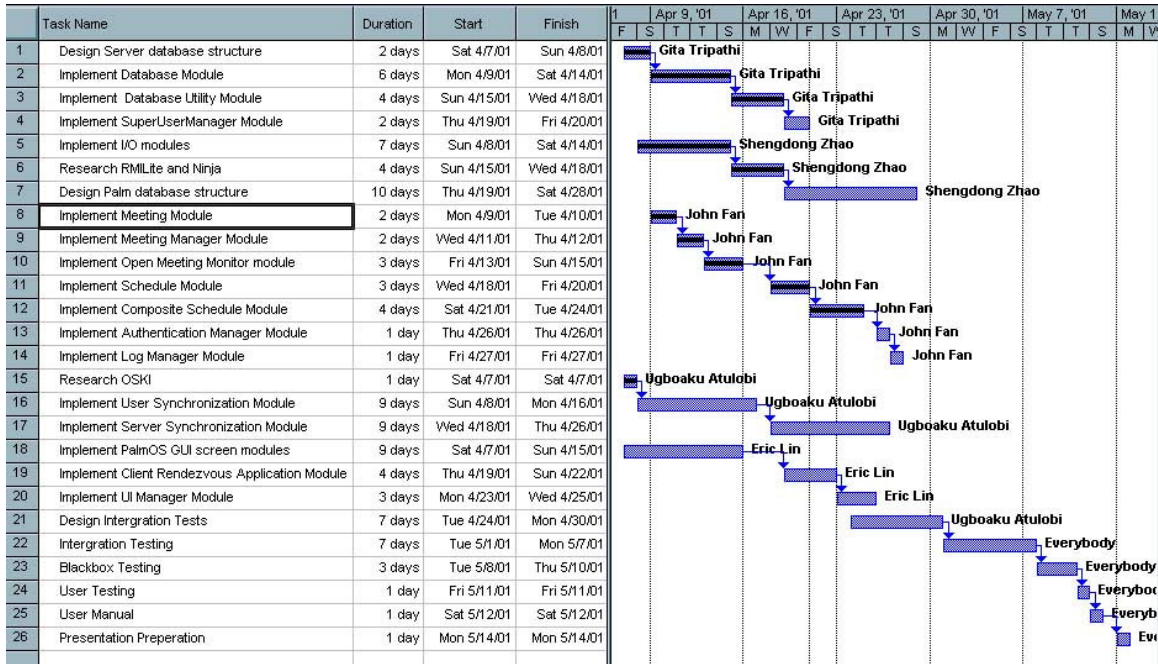 Task Name Duration Start Finish 1 Apr 9, '01 Apr 16, '01 Apr 23, '01 Apr 30, '01 May 7, '01 May 1
F S T T S M W F S T T S M W F S T T S M W
1 Design Server database structure 2 days Sat 4/7/01 Sun 4/8/01 Gita Tripathi
2 Implement Database Module 6 days Mon 4/9/01 Sat 4/14/01 Gita Tripathi
3 Implement Database Utility Module 4 days Sun 4/15/01 Wed 4/18/01 Gita Tripathi
4 Implement SuperUserManager Module 2 days Thu 4/19/01 Fri 4/20/01 Gita Tripathi
5 Implement I/O modules 7 days Sun 4/8/01 Sat 4/14/01 Shengdong Zhao
6 Research RMILite and Ninja 4 days Sun 4/15/01 Wed 4/18/01 Shengdong Zhao
7 Design Palm database structure 10 days Thu 4/19/01 Sat 4/28/01 Shengdong Zhao
8 Implement Meeting Module 2 days Mon 4/9/01 Tue 4/10/01 John Fan
9 Implement Meeting Manager Module 2 days Wed 4/11/01 Thu 4/12/01 John Fan
10 Implement Open Meeting Monitor module 3 days Fri 4/13/01 Sun 4/15/01 John Fan
11 Implement Schedule Module 3 days Wed 4/18/01 Fri 4/20/01 John Fan
12 Implement Composite Schedule Module 4 days Sat 4/21/01 Tue 4/24/01 John Fan
13 Implement Authentication Manager Module 1 day Thu 4/26/01 Thu 4/26/01 John Fan
14 Implement Log Manager Module 1 day Fri 4/27/01 Fri 4/27/01 John Fan
15 Research OSKI 1 day Sat 4/7/01 Sat 4/7/01 Ugboaku Atulobi
16 Implement User Synchronization Module 9 days Sun 4/8/01 Mon 4/16/01 Ugboaku Atulobi
17 Implement Server Synchronization Module 9 days Wed 4/18/01 Thu 4/26/01 Ugboaku Atulobi
18 Implement PalmOS GUI screen modules 9 days Sat 4/7/01 Sun 4/15/01 Eric Lin
19 Implement Client Rendezvous Application Module 4 days Thu 4/19/01 Sun 4/22/01 Eric Lin
20 Implement UI Manager Module 3 days Mon 4/23/01 Wed 4/25/01 Eric Lin
21 Design Intergration Tests 7 days Tue 4/24/01 Mon 4/30/01 Ugboaku Atulobi
22 Intergration Testing 7 days Tue 5/1/01 Mon 5/7/01 Everybody
23 Blackbox Testing 3 days Tue 5/8/01 Thu 5/10/01 Everybody
24 User Testing 1 day Fri 5/11/01 Fri 5/11/01 Everyboc
25 User Manual 1 day Sat 5/12/01 Sat 5/12/01 Everyb
26 Presentation Preperation 1 day Mon 5/14/01 Mon 5/14/01 Eve